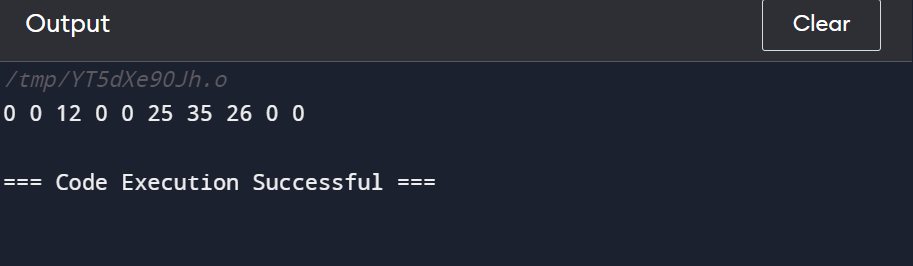 Output
Clear
/tmp/YT5dXe90Jh.o
0 0 12 0 0 25 35 26 0 0
=== Code Execution Successful ===